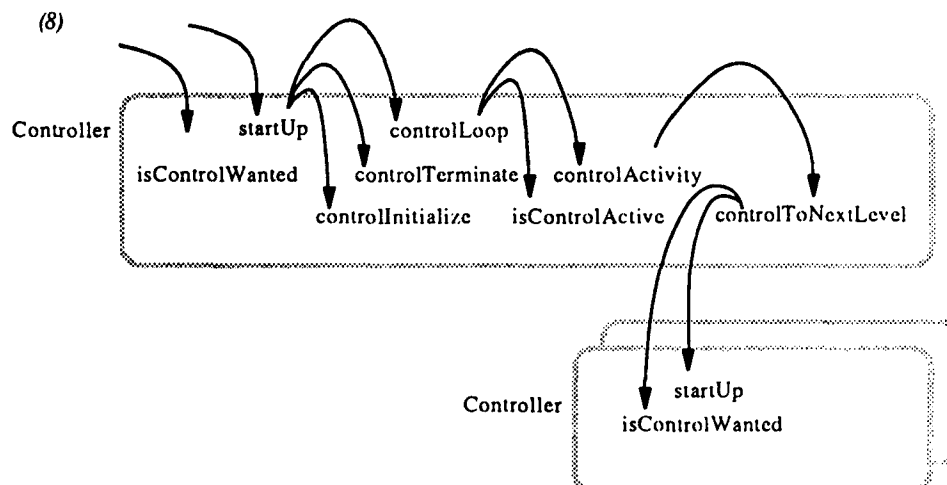 (8)
Controller
startUp
controlLoop
isControlWanted
controlTerminate
controlActivity
controlInitialize
isControlActive
controlToNextLevel
Controller
startUp
isControlWanted